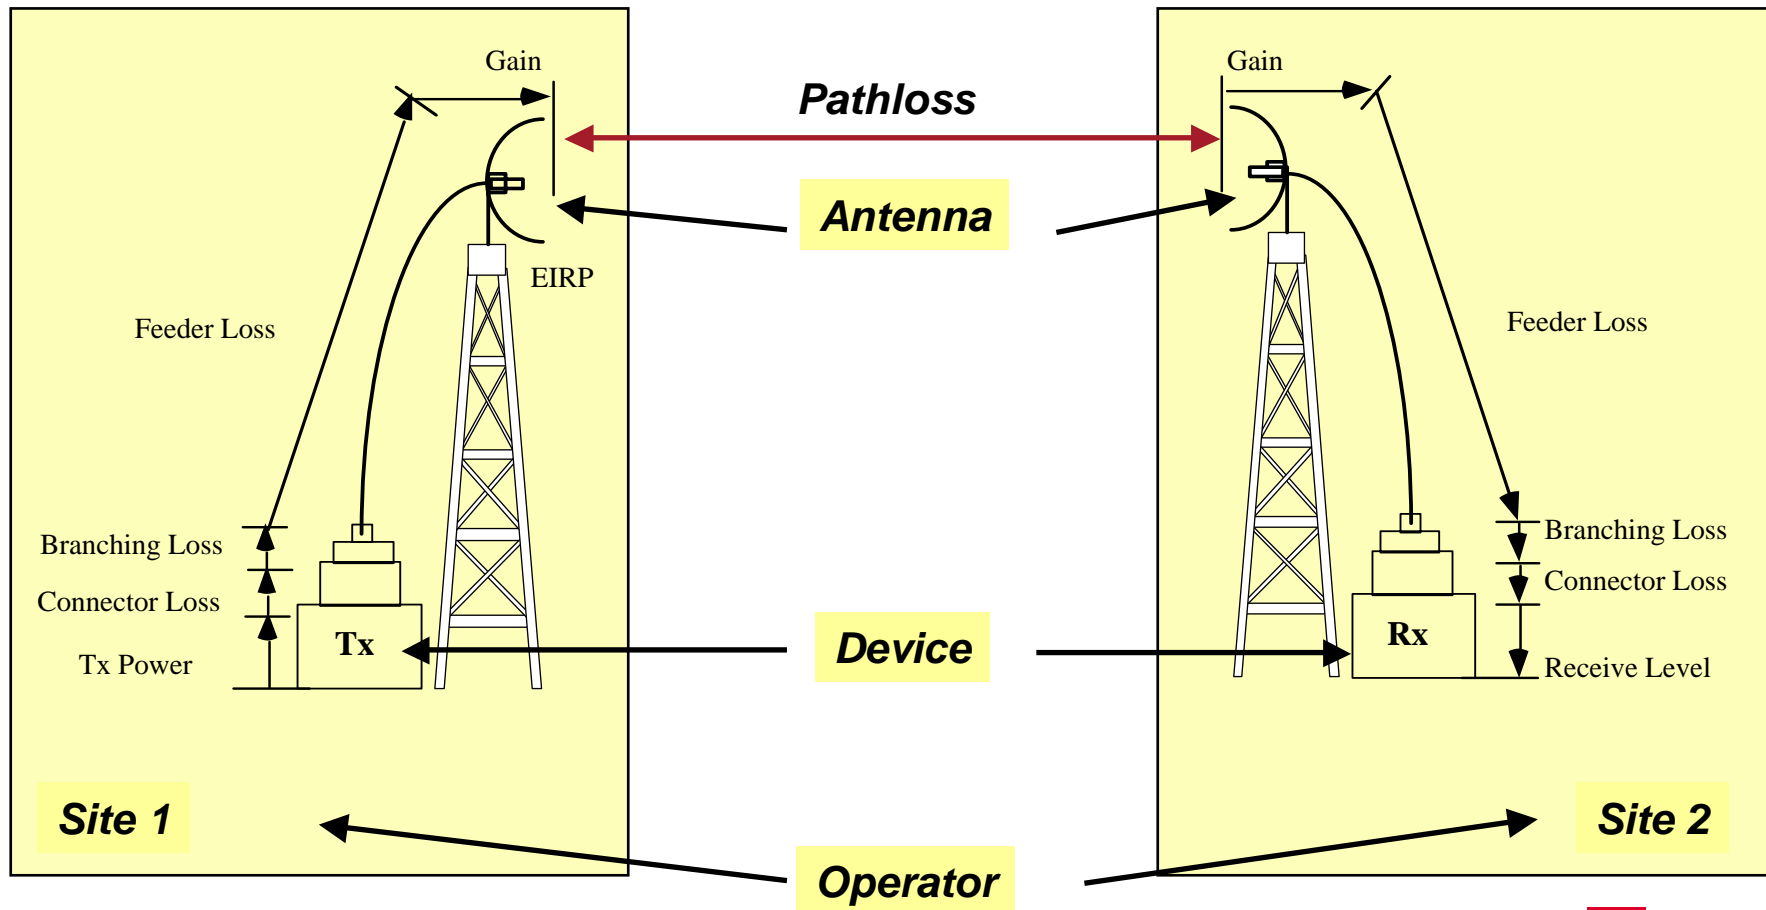 Gain
Pathloss
Gain
Antenna
EIRP
Feeder Loss
Feeder Loss
Branching Loss
Connector Loss
Tx Power
Tx
Device
Rx
Branching Loss
Connector Loss
Receive Level
Site 1
Site 2
Operator